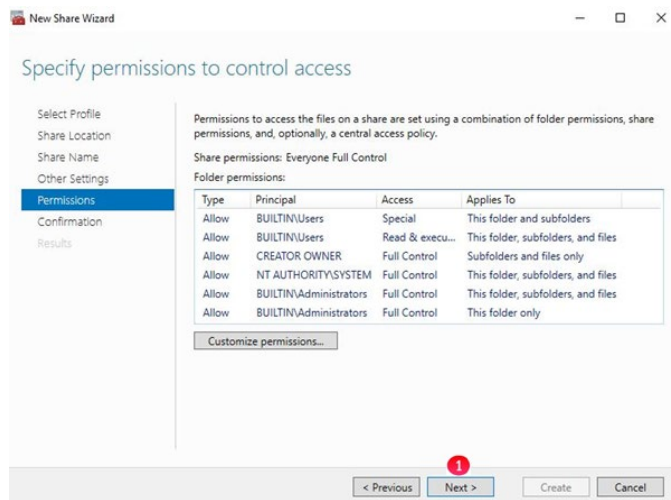 New Share Wizard
Specify permissions to control access
Select Profile
Share Location
Share Name
Other Settings
Permissions
Confirmation
Results
Permissions to access the files on a share are set using a combination of folder permissions, share
permissions, and, optionally, a central access policy.
Share permissions: Everyone Full Control
Folder permissions:
Type Principal Access Applies To
Allow BUILTIN\Users Special This folder and subfolders
Allow BUILTIN\Users Read & execu... This folder, subfolders, and files
Allow CREATOR OWNER Full Control Subfolders and files only
Allow NT AUTHORITY\SYSTEM Full Control This folder, subfolders, and files
Allow BUILTIN\Administrators Full Control This folder, subfolders, and files
Allow BUILTIN\Administrators Full Control This folder only
Customize permissions...
1
< Previous Next > Create Cancel